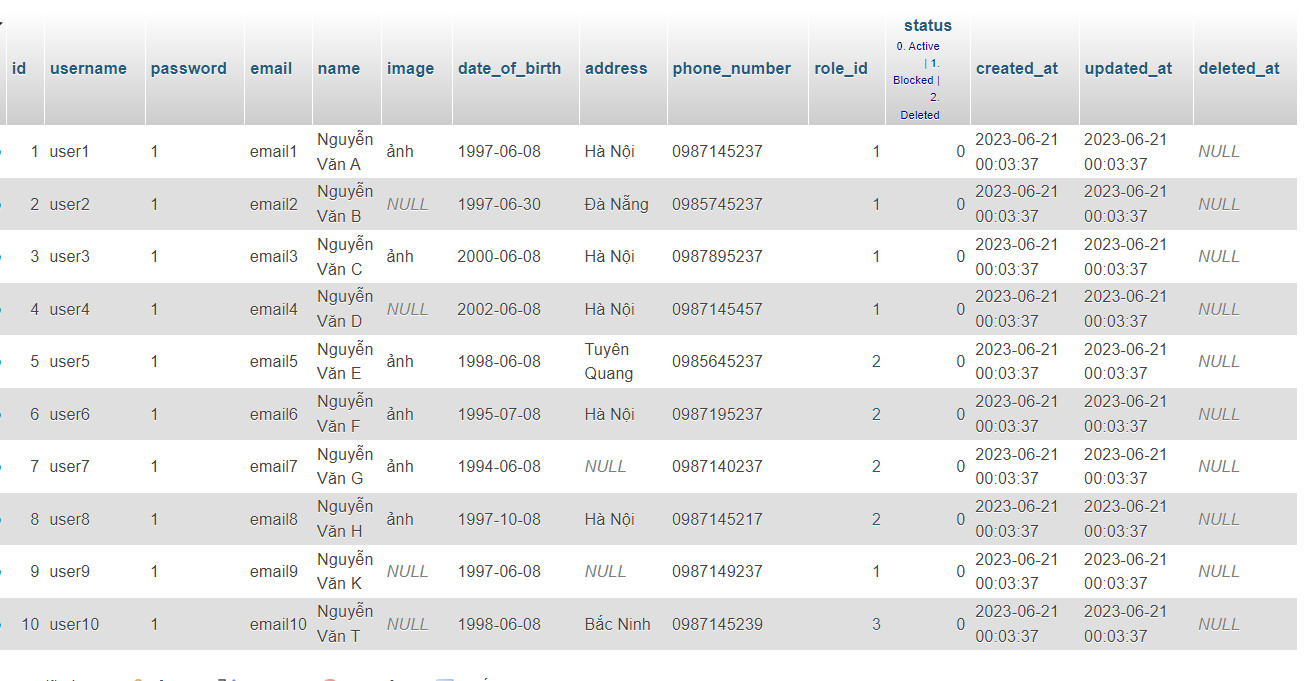 id username password email name image date_of_birth address phone_number role_id status created_at updated_at deleted_at
0. Active
| 1.
Blocked |
2.
Deleted
1 user1 1 email1 Nguyễn Văn A ảnh 1997-06-08 Hà Nội 0987145237 1 0 2023-06-21 00:03:37 2023-06-21 00:03:37 NULL
2 user2 1 email2 Nguyễn Văn B NULL 1997-06-30 Đà Nẵng 0985745237 1 0 2023-06-21 00:03:37 2023-06-21 00:03:37 NULL
3 user3 1 email3 Nguyễn Văn C ảnh 2000-06-08 Hà Nội 0987895237 1 0 2023-06-21 00:03:37 2023-06-21 00:03:37 NULL
4 user4 1 email4 Nguyễn Văn D NULL 2002-06-08 Hà Nội 0987145457 1 0 2023-06-21 00:03:37 2023-06-21 00:03:37 NULL
5 user5 1 email5 Nguyễn Văn E ảnh 1998-06-08 Tuyên Quang 0985645237 2 0 2023-06-21 00:03:37 2023-06-21 00:03:37 NULL
6 user6 1 email6 Nguyễn Văn F ảnh 1995-07-08 Hà Nội 0987195237 2 0 2023-06-21 00:03:37 2023-06-21 00:03:37 NULL
7 user7 1 email7 Nguyễn Văn G ảnh 1994-06-08 NULL 0987140237 2 0 2023-06-21 00:03:37 2023-06-21 00:03:37 NULL
8 user8 1 email8 Nguyễn Văn H ảnh 1997-10-08 Hà Nội 0987145217 2 0 2023-06-21 00:03:37 2023-06-21 00:03:37 NULL
9 user9 1 email9 Nguyễn Văn K NULL 1997-06-08 NULL 0987149237 1 0 2023-06-21 00:03:37 2023-06-21 00:03:37 NULL
10 user10 1 email10 Nguyễn Văn T NULL 1998-06-08 Bắc Ninh 0987145239 3 0 2023-06-21 00:03:37 2023-06-21 00:03:37 NULL